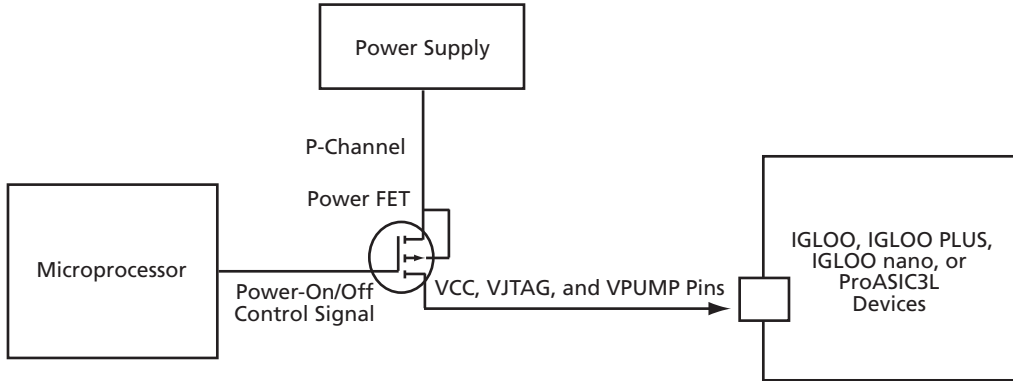 Power Supply
P-Channel
Power FET
Microprocessor
Power-On/Off
Control Signal
VCC, VJTAG, and VPUMP Pins
IGLOO, IGLOO PLUS,
IGLOO nano, or
ProASIC3L
Devices